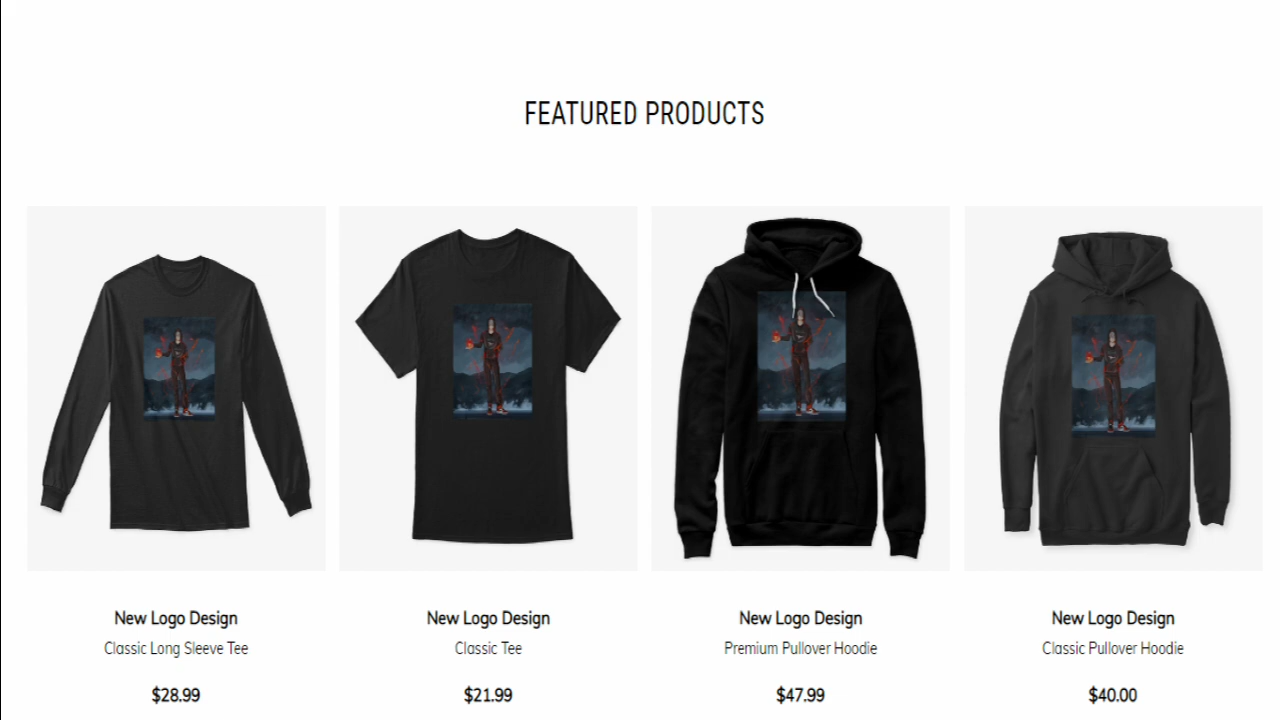 FEATURED PRODUCTS
New Logo Design
Classic Long Sleeve Tee
$28.99
New Logo Design
Classic Tee
$21.99
New Logo Design
Premium Pullover Hoodie
$47.99
New Logo Design
Classic Pullover Hoodie
$40.00